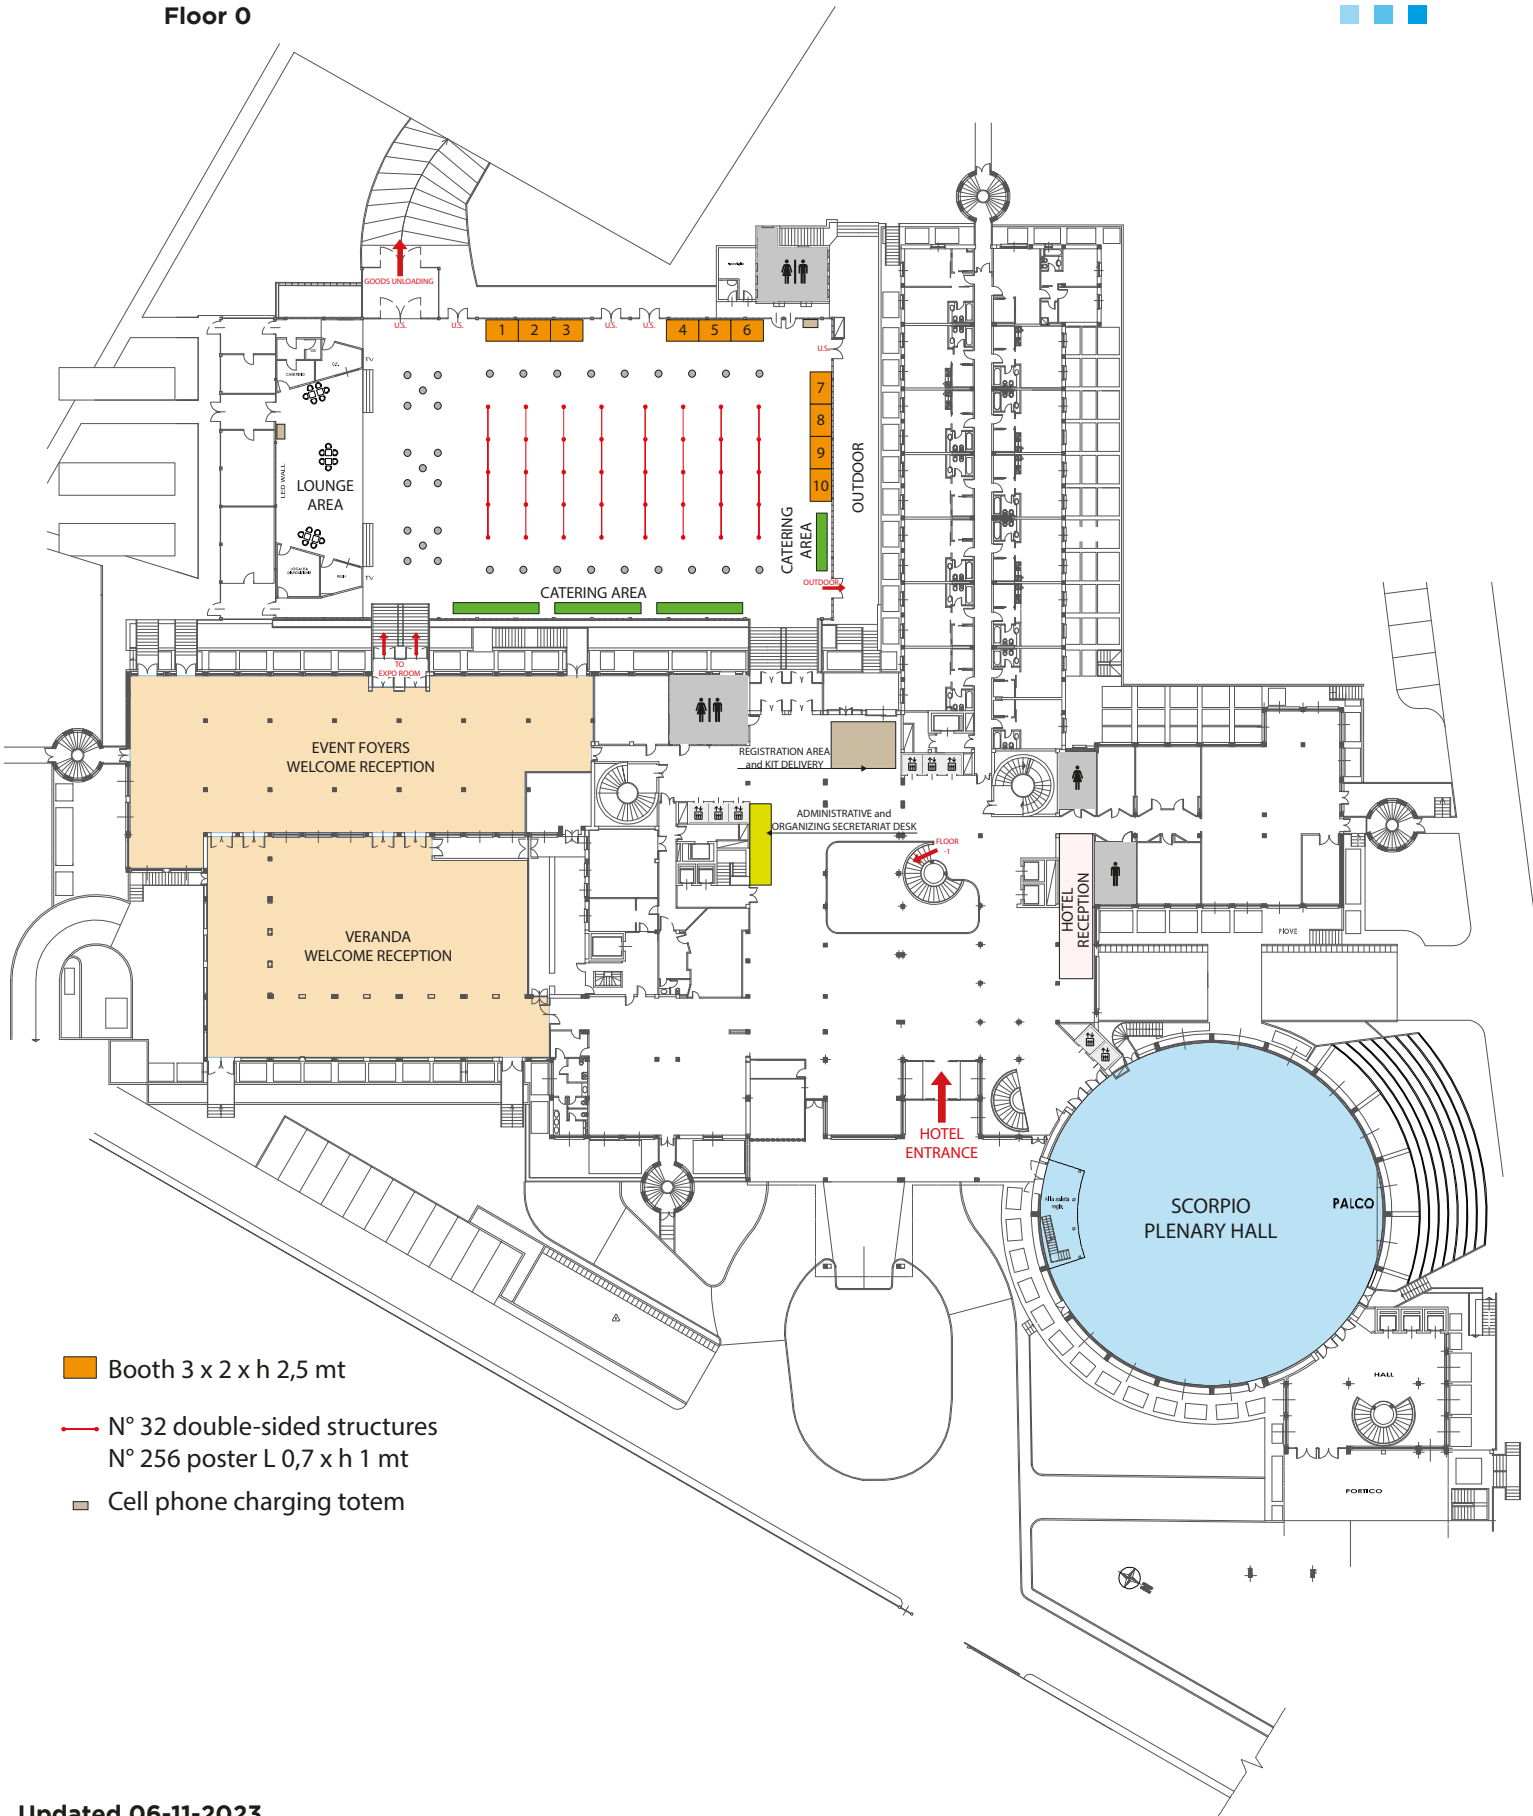 Floor 0
GOODS UNLOADING
U.S.
U.S.
U.S.
U.S.
U.S.
1
2
3
4
5
6
7
8
9
10
TV
WC
LED WALL
LOUNGE
AREA
TV
OUTDOOR
CATERING
AREA
OUTDOOR
CATERING AREA
TO
EXPO ROOM
EVENT FOYERS
WELCOME RECEPTION
REGISTRATION AREA
and KIT DELIVERY
ADMINISTRATIVE and
ORGANIZING SECRETARIAT DESK
FLOOR
-1
HOTEL
RECEPTION
VERANDA
WELCOME RECEPTION
PIOVE
HOTEL
ENTRANCE
SCORPIO
PLENARY HALL
PALCO
HALL
PORTICO
N
Booth 3 x 2 x h 2,5 mt
N° 32 double-sided structures
N° 256 poster L 0,7 x h 1 mt
Cell phone charging totem
Updated 06-11-2023